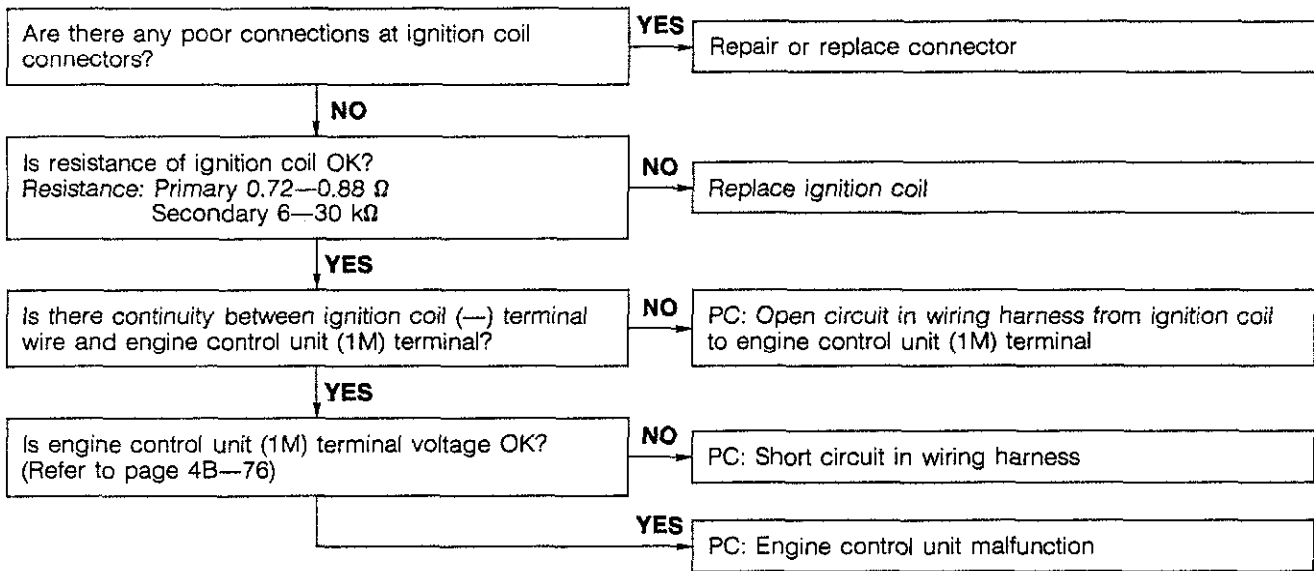 Are there any poor connections at ignition coil
connectors?
YES
Repair or replace connector
NO
Is resistance of ignition coil OK?
Resistance: Primary 0.72—0.88 Ω
Secondary 6—30 kΩ
NO
Replace ignition coil
YES
Is there continuity between ignition coil (—) terminal
wire and engine control unit (1M) terminal?
NO
PC: Open circuit in wiring harness from ignition coil
to engine control unit (1M) terminal
YES
Is engine control unit (1M) terminal voltage OK?
(Refer to page 4B—76)
NO
PC: Short circuit in wiring harness
YES
PC: Engine control unit malfunction